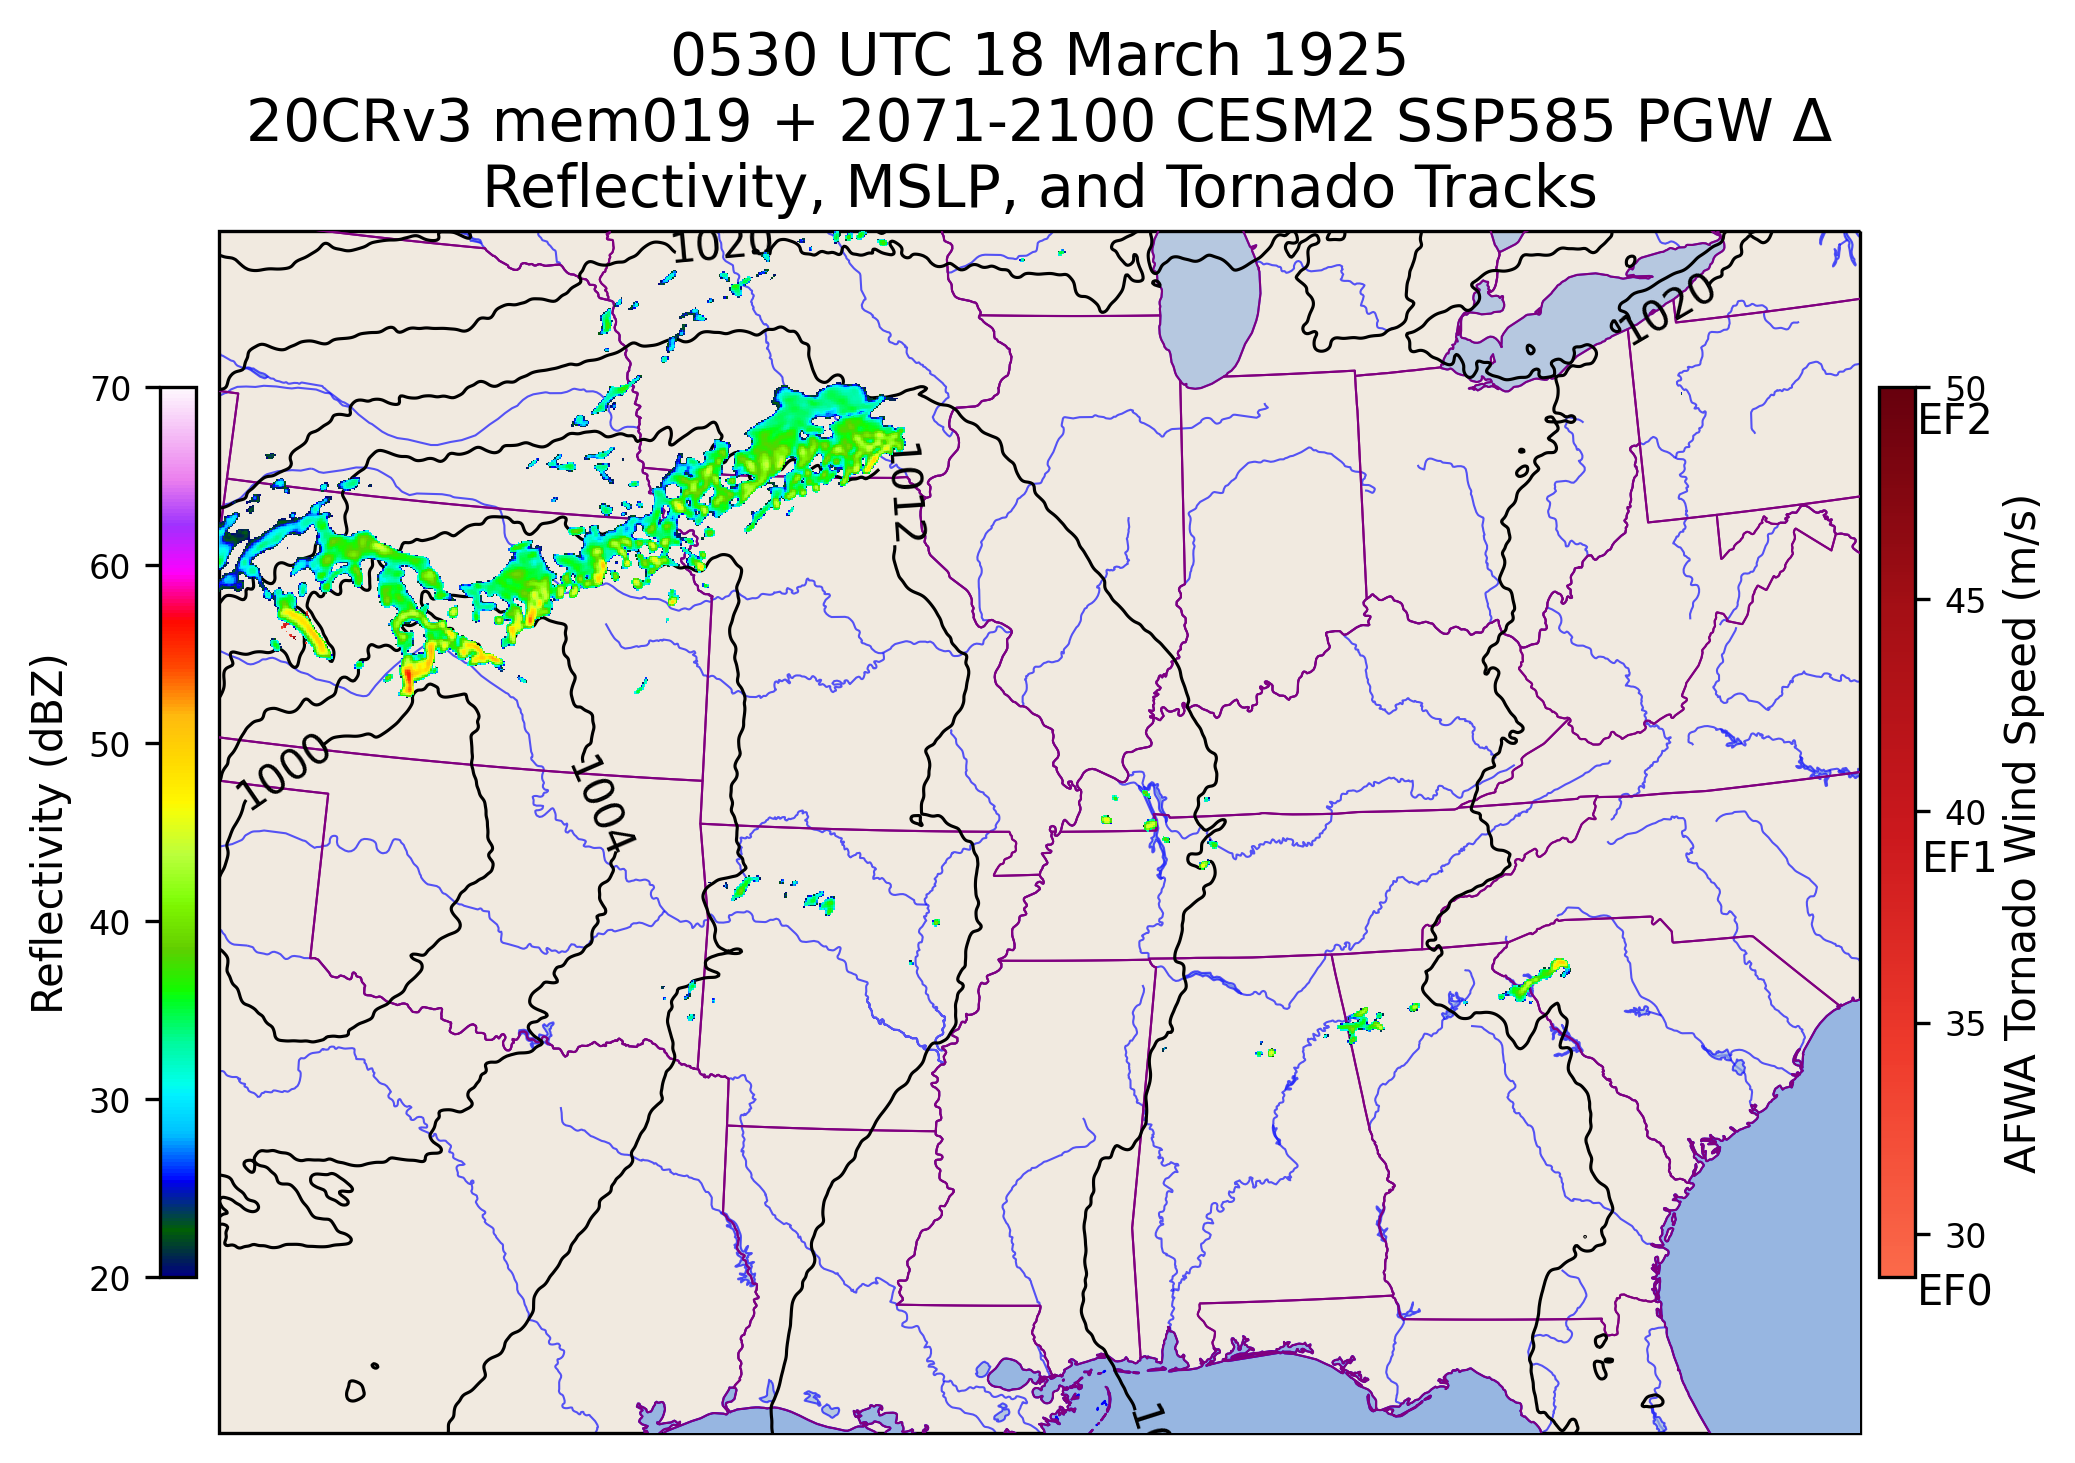 0530 UTC 18 March 1925
20CRv3 mem019 + 2071-2100 CESM2 SSP585 PGW Δ
Reflectivity, MSLP, and Tornado Tracks
1020
1020
1012
1000
1004
70
60
50
40
30
20
Reflectivity (dBZ)
50
EF2
45
40
EF1
35
30
EF0
AFWA Tornado Wind Speed (m/s)